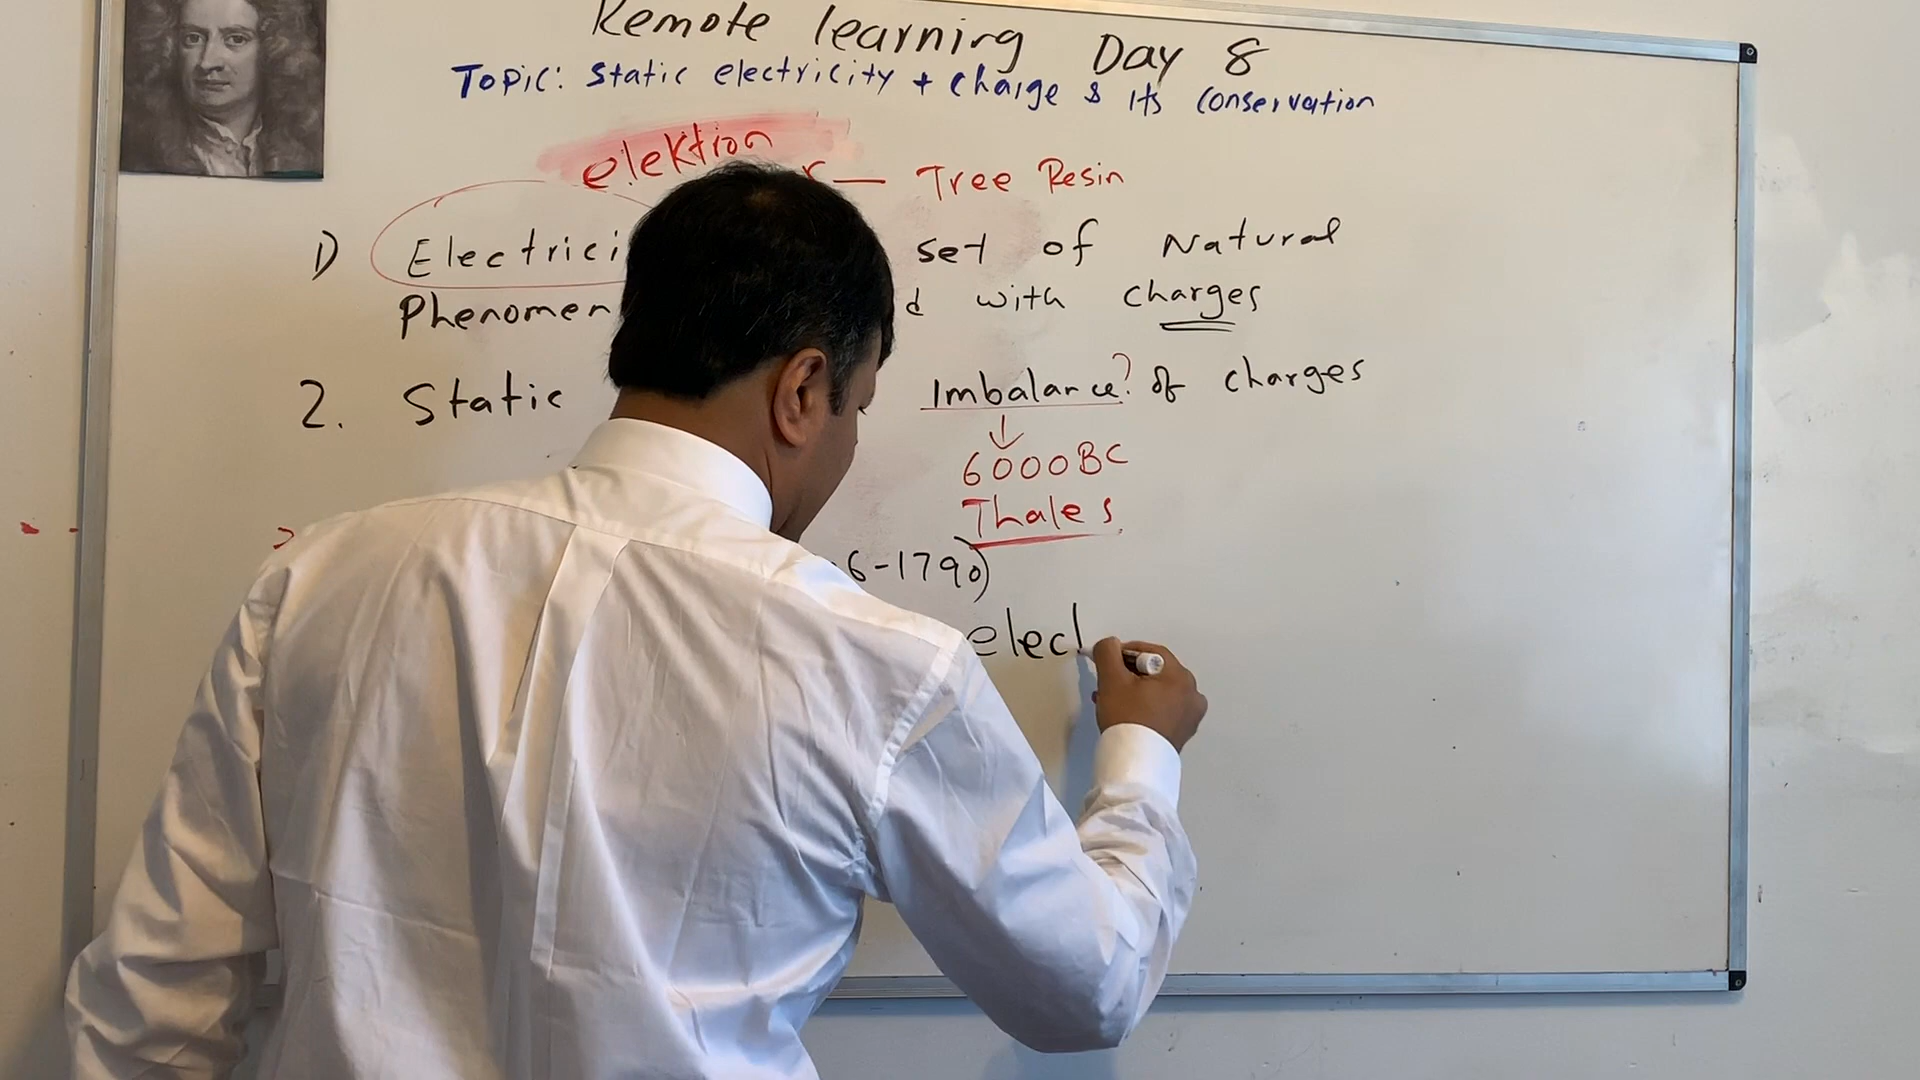 Remote learning Day 8
Topic: Static electricity + Charge & Its Conservation
elektron
r — Tree Resin
1) Electrici set of Natural
Phenomen d with charges
2. Static Imbalance? of charges
↓
6000BC
Thales
6-1790)
elect